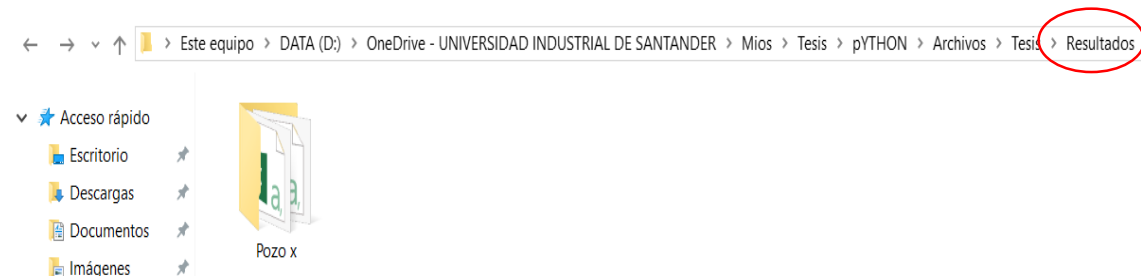 Este equipo > DATA (D:) > OneDrive - UNIVERSIDAD INDUSTRIAL DE SANTANDER > Mios > Tesis > pYTHON > Archivos > Tesis > Resultados
Acceso rápido
Escritorio
Descargas
Documentos
Imágenes
a,
a,
Pozo x